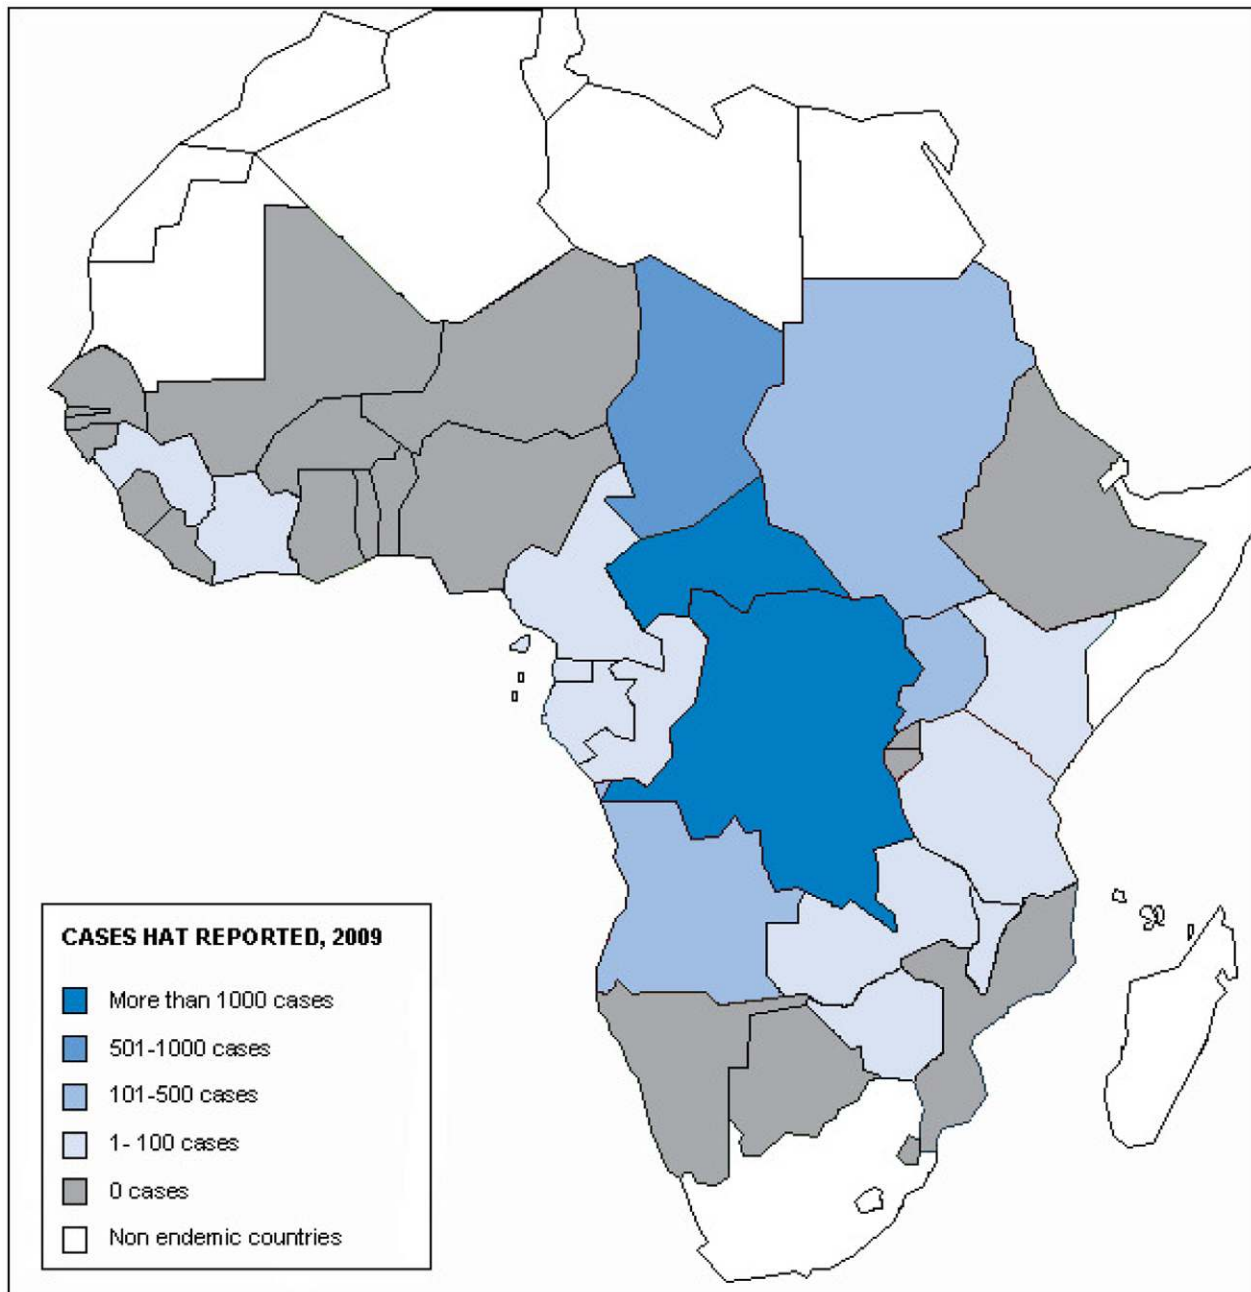 CASES HAT REPORTED, 2009
More than 1000 cases
501-1000 cases
101-500 cases
1- 100 cases
0 cases
Non endemic countries